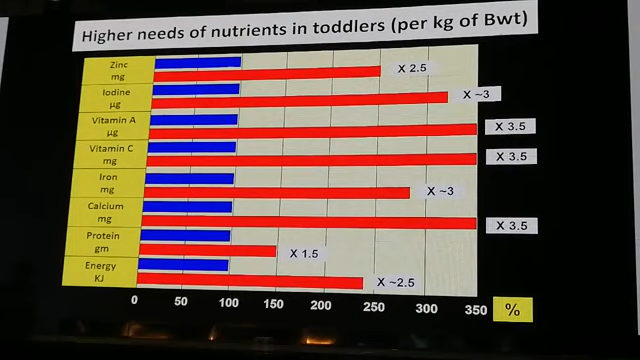 Higher needs of nutrients in toddlers (per kg of Bwt)
Zinc
mg
X 2.5
Iodine
µg
X ~3
Vitamin A
µg
X 3.5
Vitamin C
mg
X 3.5
Iron
mg
X ~3
Calcium
mg
X 3.5
Protein
gm
X 1.5
Energy
KJ
X ~2.5
0 50 100 150 200 250 300 350 %